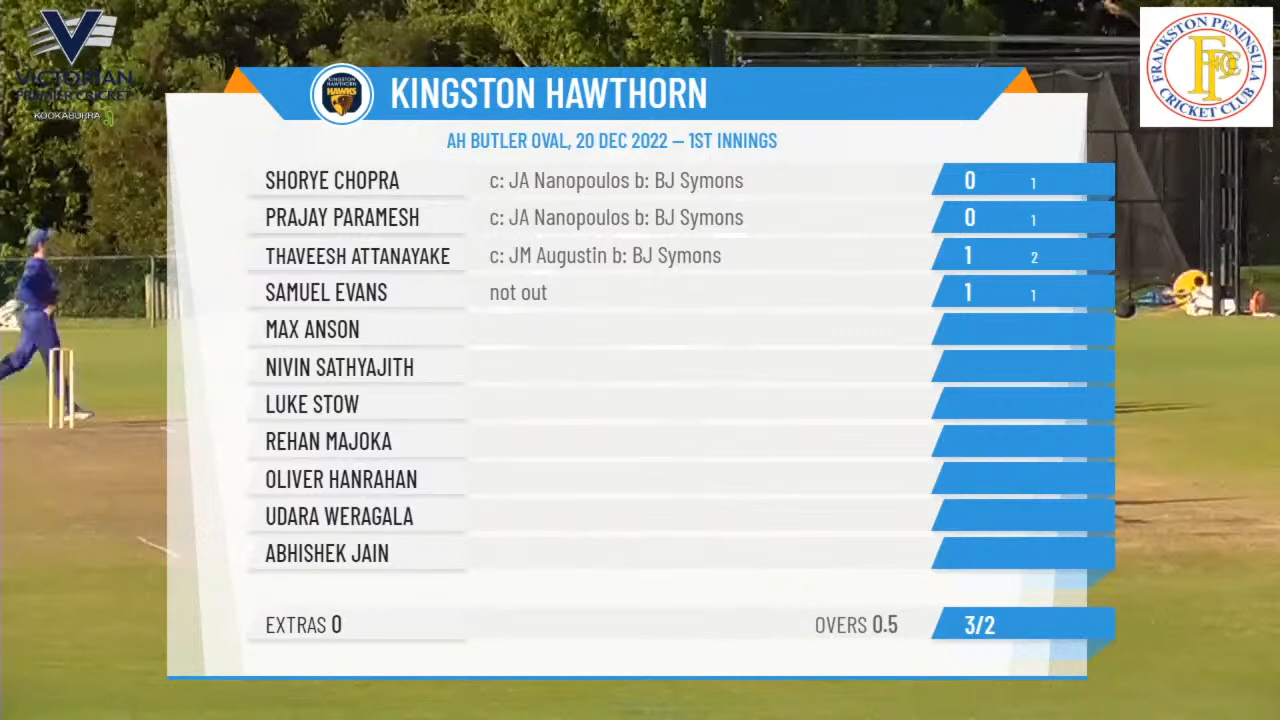 VICTORIAN
PREMIER CRICKET
KOOKABURRA
FRANKSTON PENINSULA
CRICKET CLUB
FPCC
KINGSTON HAWTHORN
HAWKS
KINGSTON HAWTHORN
AH BUTLER OVAL, 20 DEC 2022 – 1ST INNINGS
SHORYE CHOPRA c: JA Nanopoulos b: BJ Symons 0 1
PRAJAY PARAMESH c: JA Nanopoulos b: BJ Symons 0 1
THAVEESH ATTANAYAKE c: JM Augustin b: BJ Symons 1 2
SAMUEL EVANS not out 1 1
MAX ANSON
NIVIN SATHYAJITH
LUKE STOW
REHAN MAJOKA
OLIVER HANRAHAN
UDARA WERAGALA
ABHISHEK JAIN
EXTRAS 0 OVERS 0.5 3/2